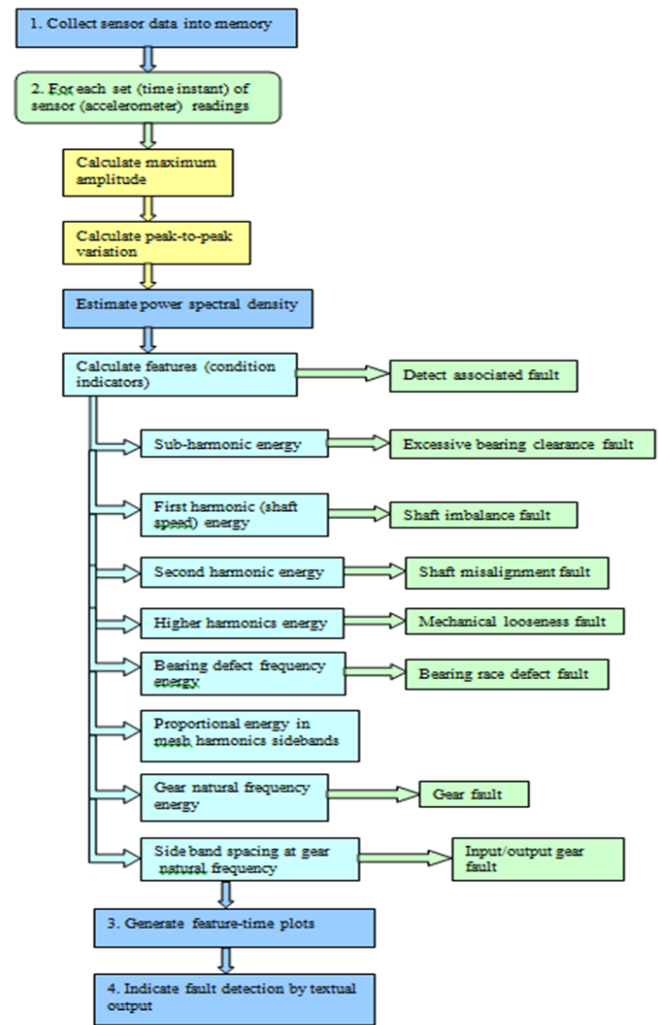 1. Collect sensor data into memory
2. For each set (time instant) of
sensor (accelerometer) readings
Calculate maximum
amplitude
Calculate peak-to-peak
variation
Estimate power spectral density
Calculate features (condition
indicators)
Detect associated fault
Sub-harmonic energy
Excessive bearing clearance fault
First harmonic (shaft
speed) energy
Shaft imbalance fault
Second harmonic energy
Shaft misalignment fault
Higher harmonics energy
Mechanical looseness fault
Bearing defect frequency
energy
Bearing race defect fault
Proportional energy in
mesh harmonics sidebands
Gear natural frequency
energy
Gear fault
Side band spacing at gear
natural frequency
Input/output gear
fault
3. Generate feature-time plots
4. Indicate fault detection by textual
output